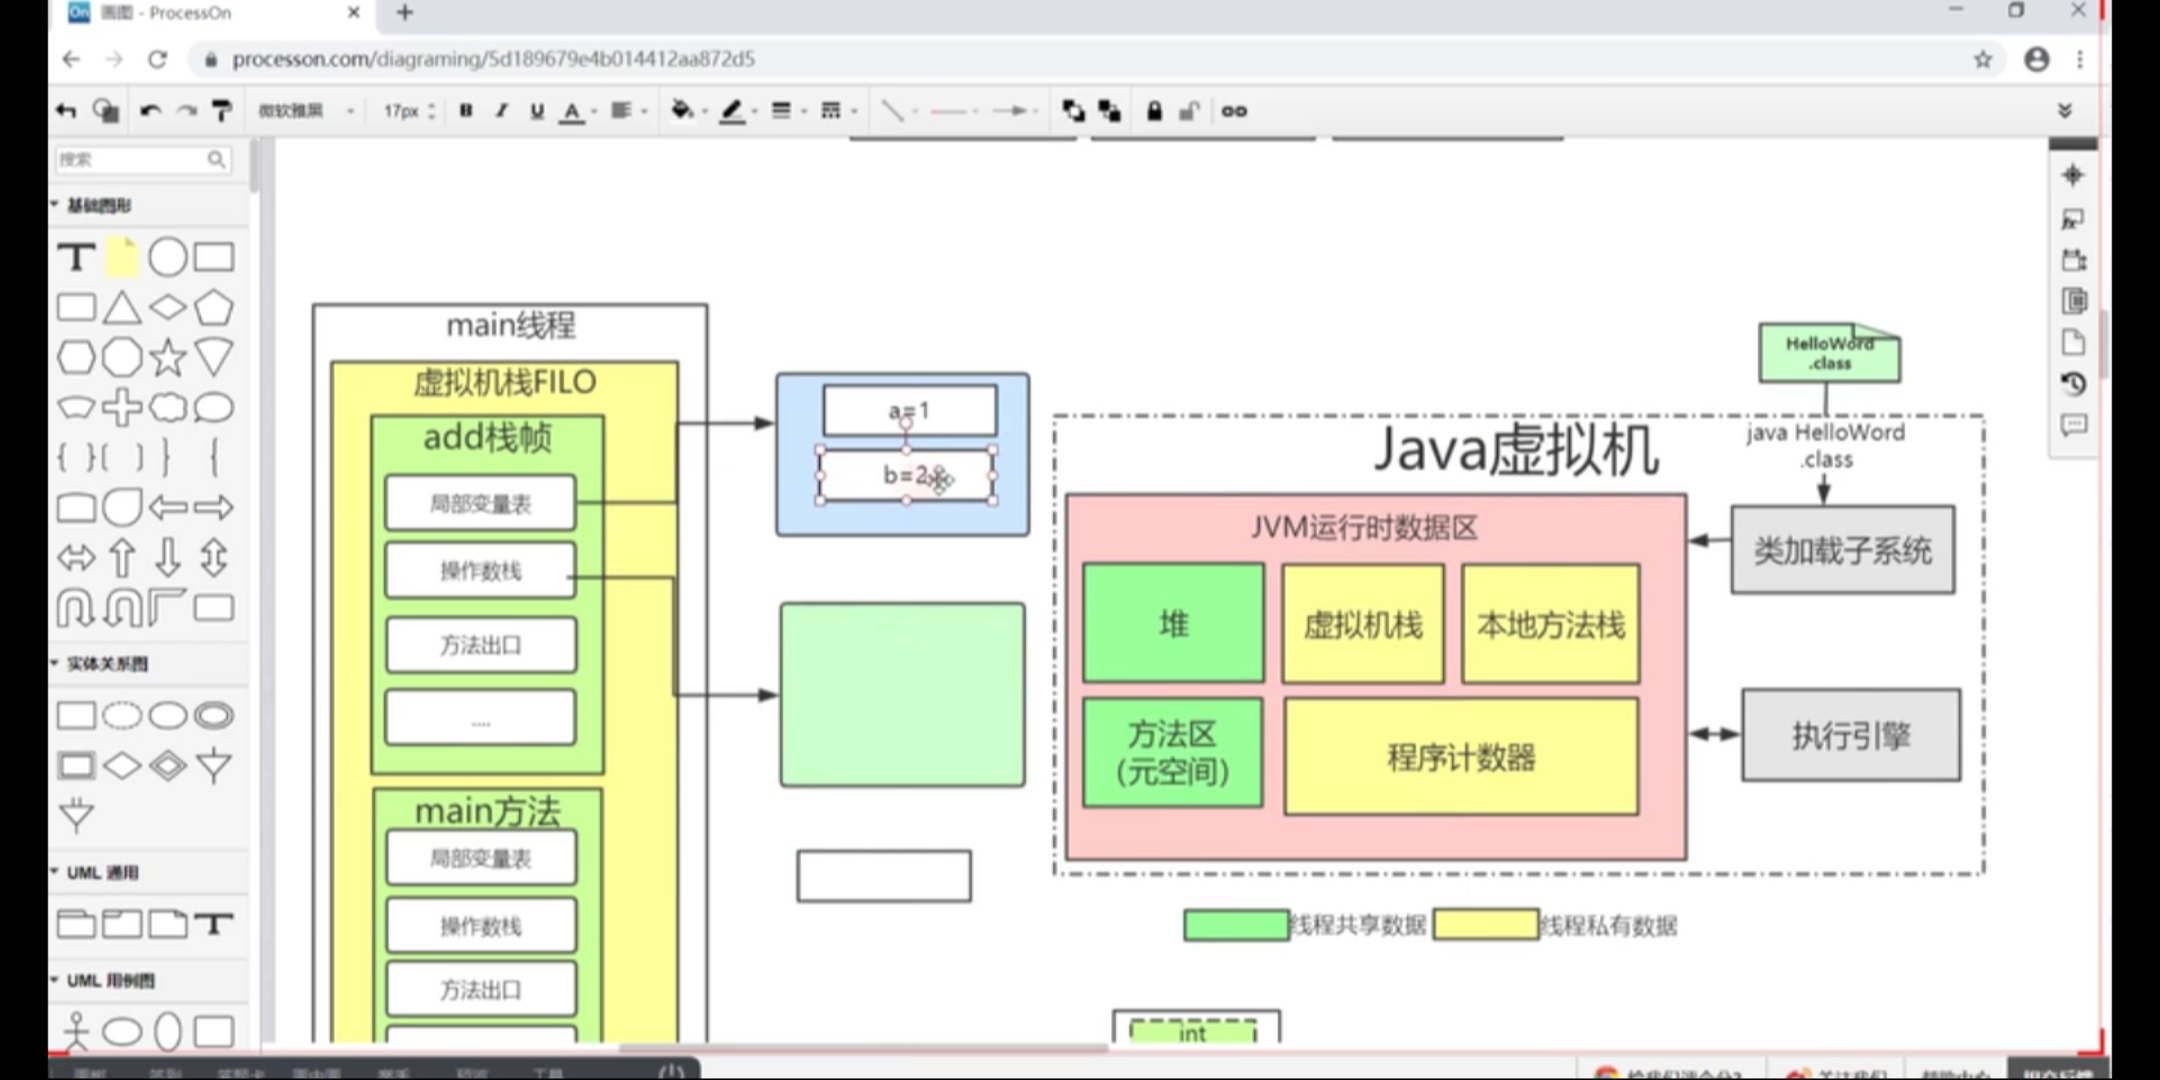 On 画图 - ProcessOn
processon.com/diagraming/5d189679e4b014412aa872d5
微软雅黑 17px B I U A
搜索
基础图形
实体关系图
UML 通用
UML 用例图
main线程
虚拟机栈FILO
add栈帧
局部变量表
操作数栈
方法出口
....
main方法
局部变量表
操作数栈
方法出口
a=1
b=2
HelloWord
.class
java HelloWord
.class
Java虚拟机
JVM运行时数据区
堆
虚拟机栈
本地方法栈
方法区
(元空间)
程序计数器
类加载子系统
执行引擎
线程共享数据
线程私有数据
int